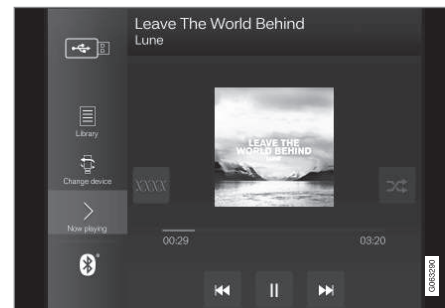 Leave The World Behind
Lune
Library
Change device
Now playing
LEAVE THE
WORLD BEHIND
LUNE
XXXX
00:29
03:20
G063290